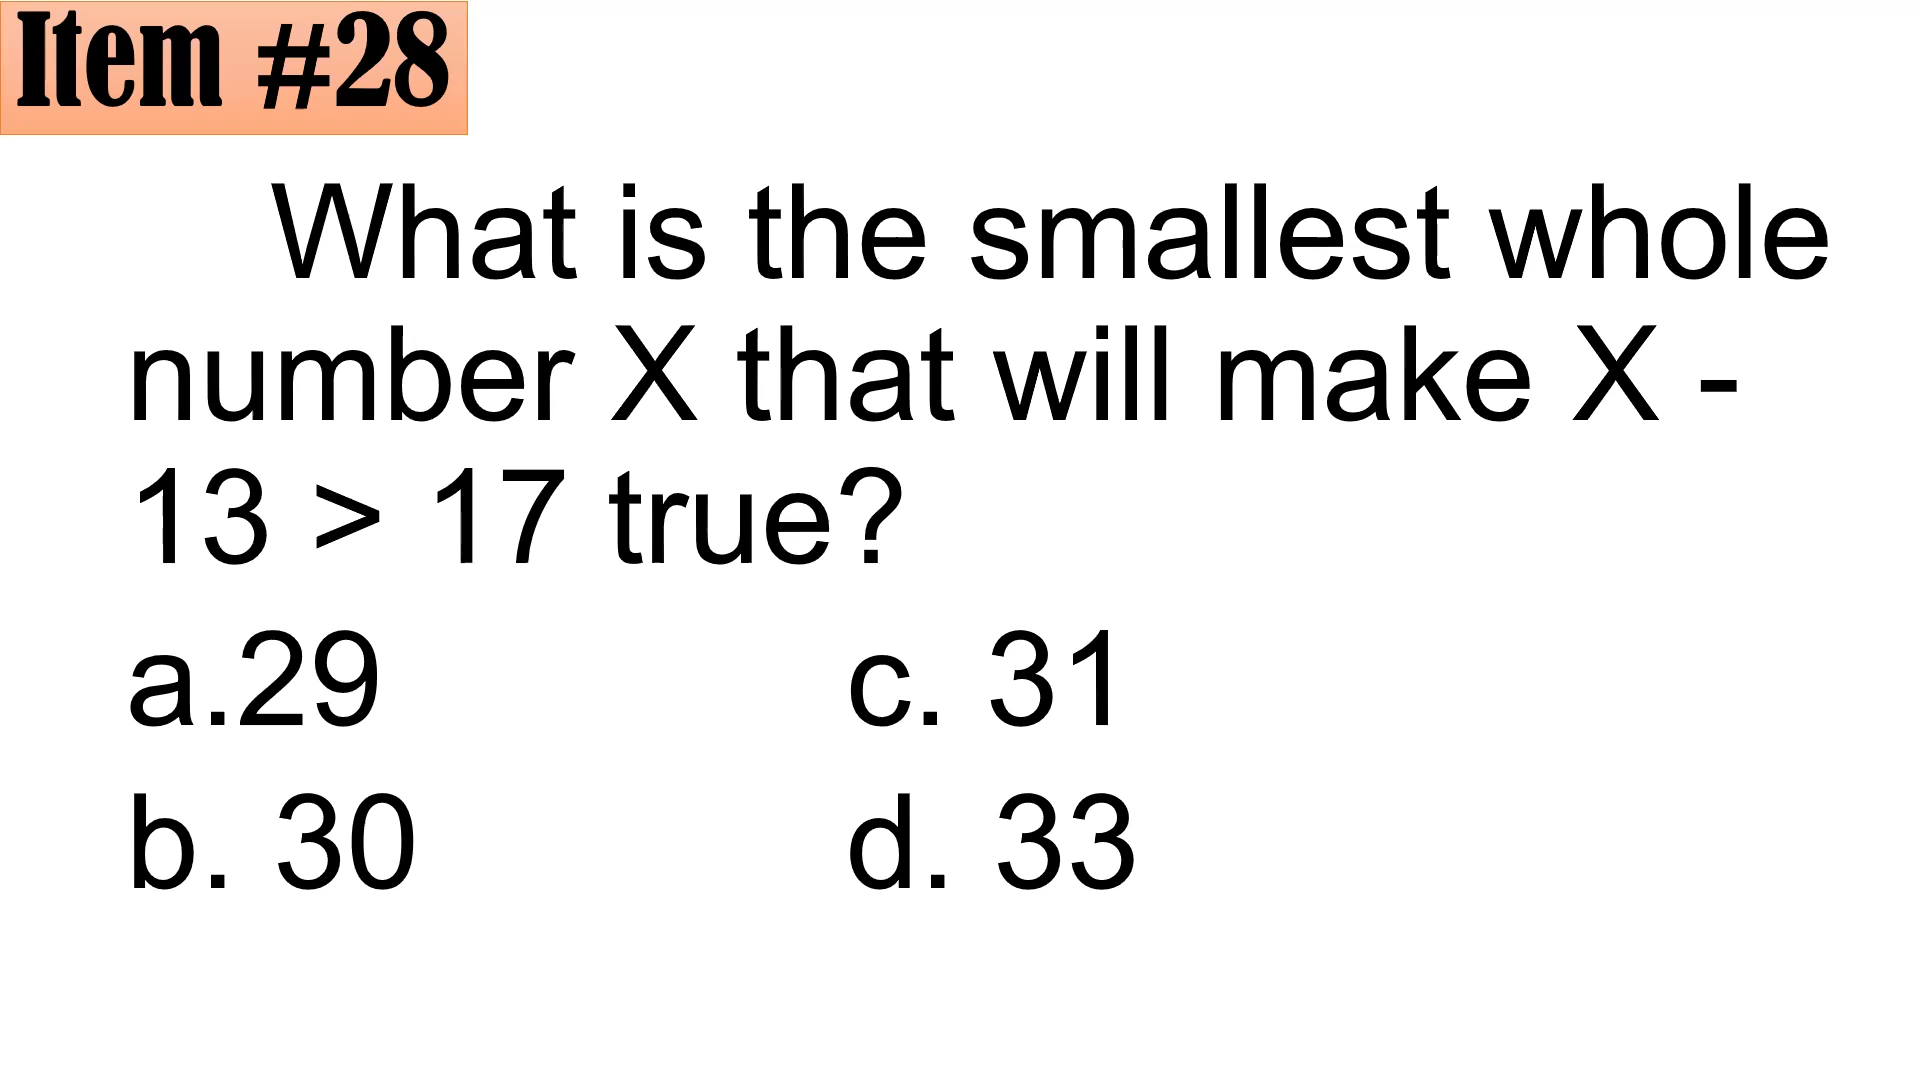 Item #28
What is the smallest whole
number X that will make X -
13 > 17 true?
a.29 c. 31
b. 30 d. 33